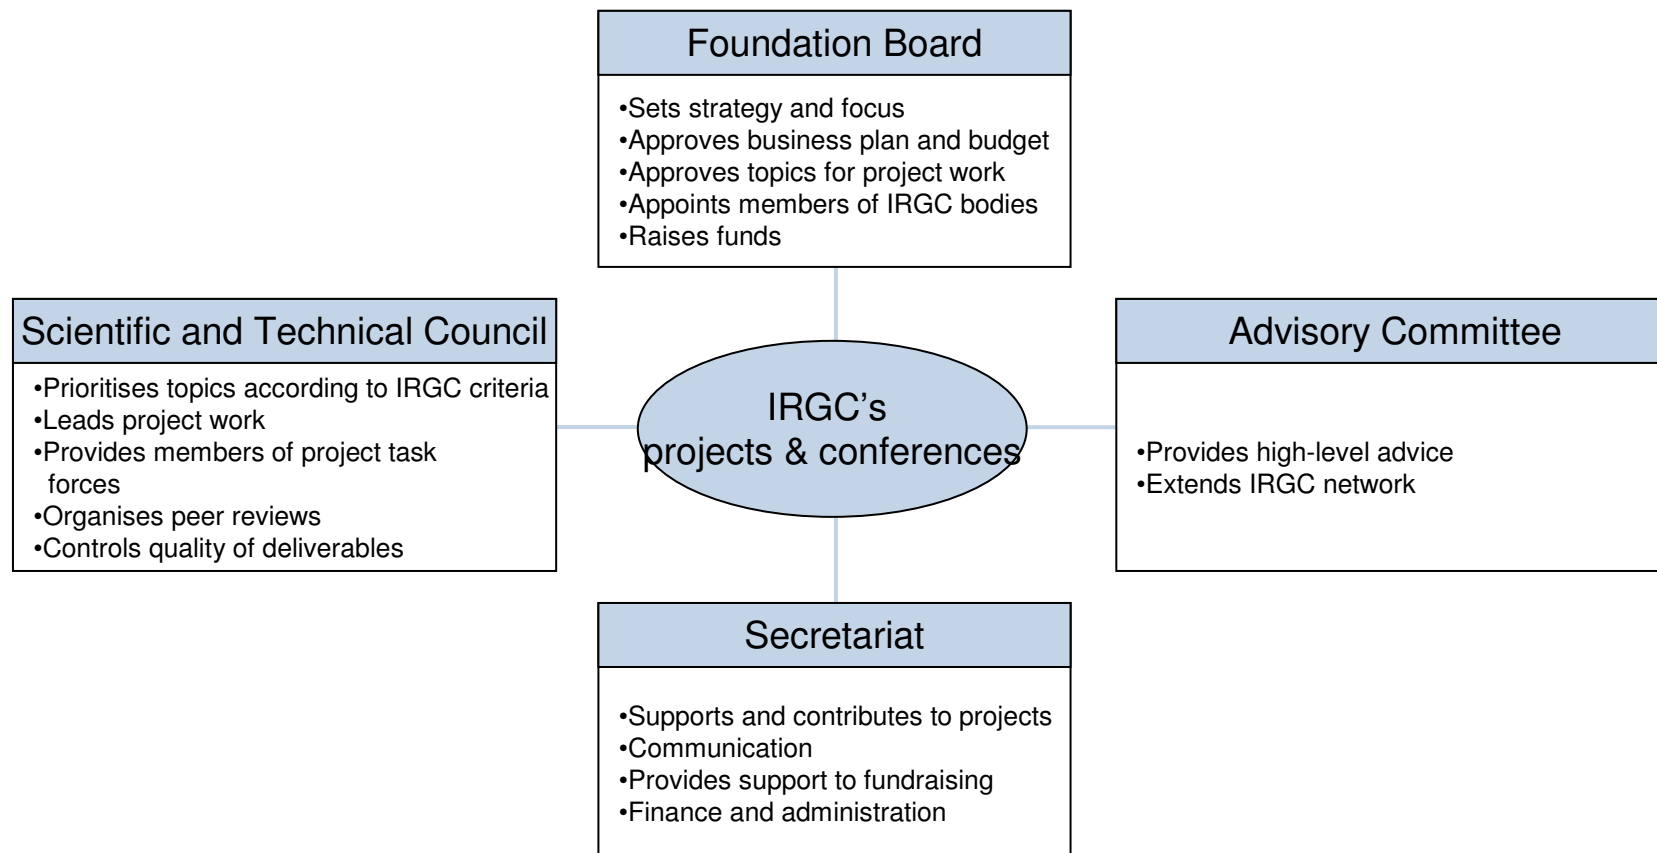 Foundation Board
•Sets strategy and focus
•Approves business plan and budget
•Approves topics for project work
•Appoints members of IRGC bodies
•Raises funds
Scientific and Technical Council
•Prioritises topics according to IRGC criteria
•Leads project work
•Provides members of project task
forces
•Organises peer reviews
•Controls quality of deliverables
IRGC's
projects & conferences
Advisory Committee
•Provides high-level advice
•Extends IRGC network
Secretariat
•Supports and contributes to projects
•Communication
•Provides support to fundraising
•Finance and administration